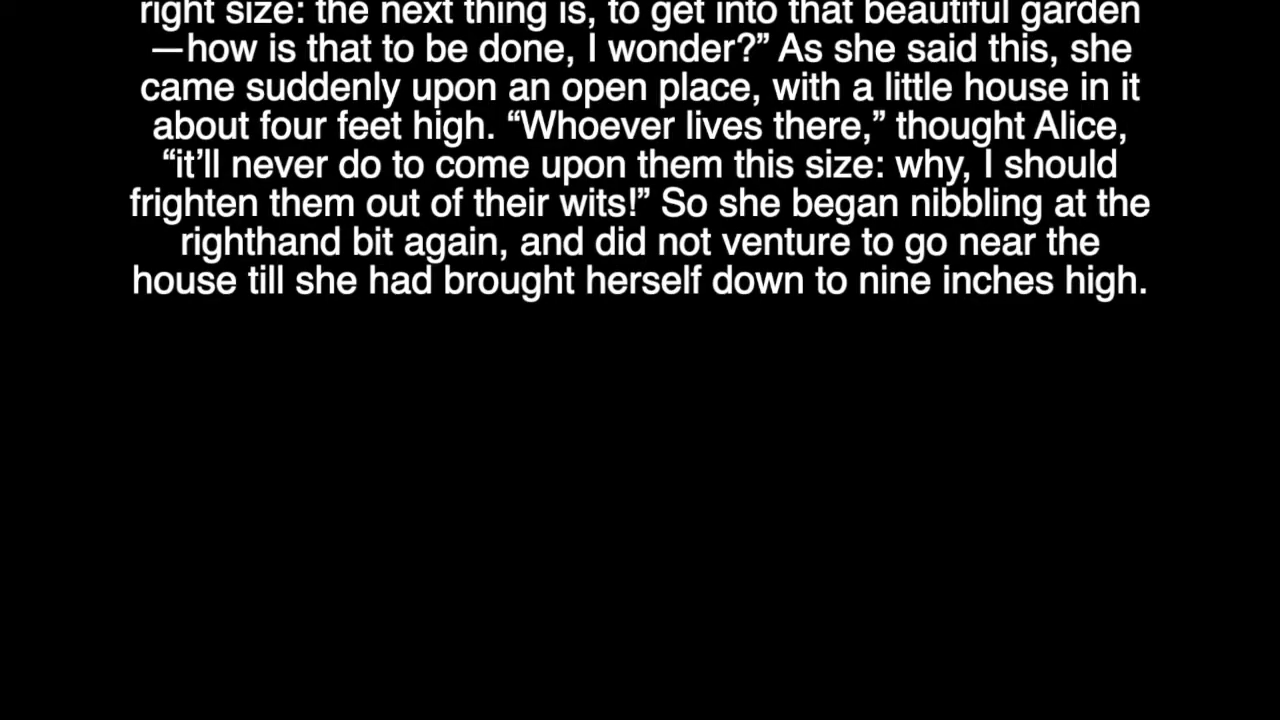 right size: the next thing is, to get into that beautiful garden
—how is that to be done, I wonder?” As she said this, she
came suddenly upon an open place, with a little house in it
about four feet high. “Whoever lives there,” thought Alice,
“it’ll never do to come upon them this size: why, I should
frighten them out of their wits!” So she began nibbling at the
righthand bit again, and did not venture to go near the
house till she had brought herself down to nine inches high.